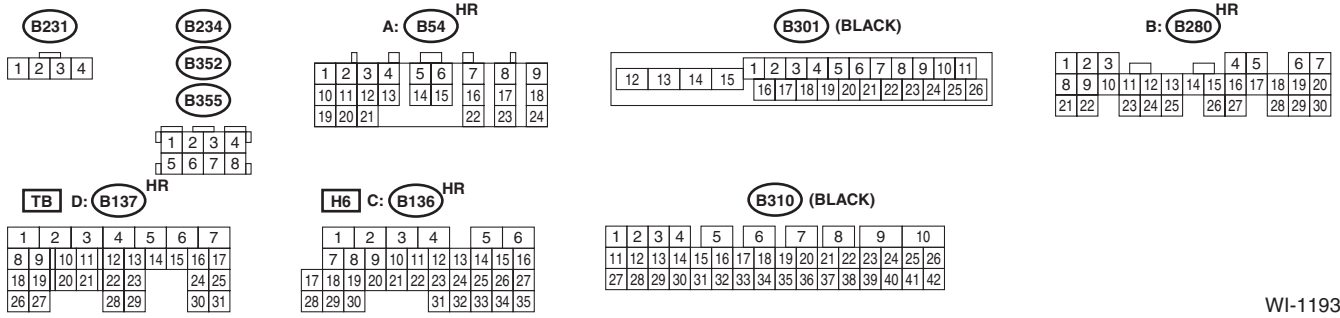 B231
1 2 3 4
B234
B352
B355
1 2 3 4
5 6 7 8
A: B54 HR
1 2 3 4 5 6 7 8 9
10 11 12 13 14 15 16 17 18
19 20 21 22 23 24
B301 (BLACK)
1 2 3 4 5 6 7 8 9 10 11
12 13 14 15
16 17 18 19 20 21 22 23 24 25 26
B: B280 HR
1 2 3 4 5 6 7
8 9 10 11 12 13 14 15 16 17 18 19 20
21 22 23 24 25 26 27 28 29 30
TB D: B137 HR
1 2 3 4 5 6 7
8 9 10 11 12 13 14 15 16 17
18 19 20 21 22 23 24 25
26 27 28 29 30 31
H6 C: B136 HR
1 2 3 4 5 6
7 8 9 10 11 12 13 14 15 16
17 18 19 20 21 22 23 24 25 26 27
28 29 30 31 32 33 34 35
B310 (BLACK)
1 2 3 4 5 6 7 8 9 10
11 12 13 14 15 16 17 18 19 20 21 22 23 24 25 26
27 28 29 30 31 32 33 34 35 36 37 38 39 40 41 42
WI-1193